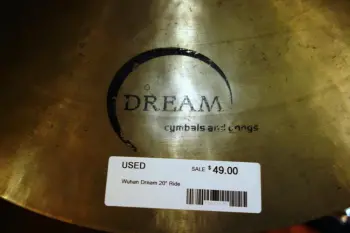 DREAM
cymbals and gongs
USED
SALE $49.00
Wuhan Dream 20" Ride